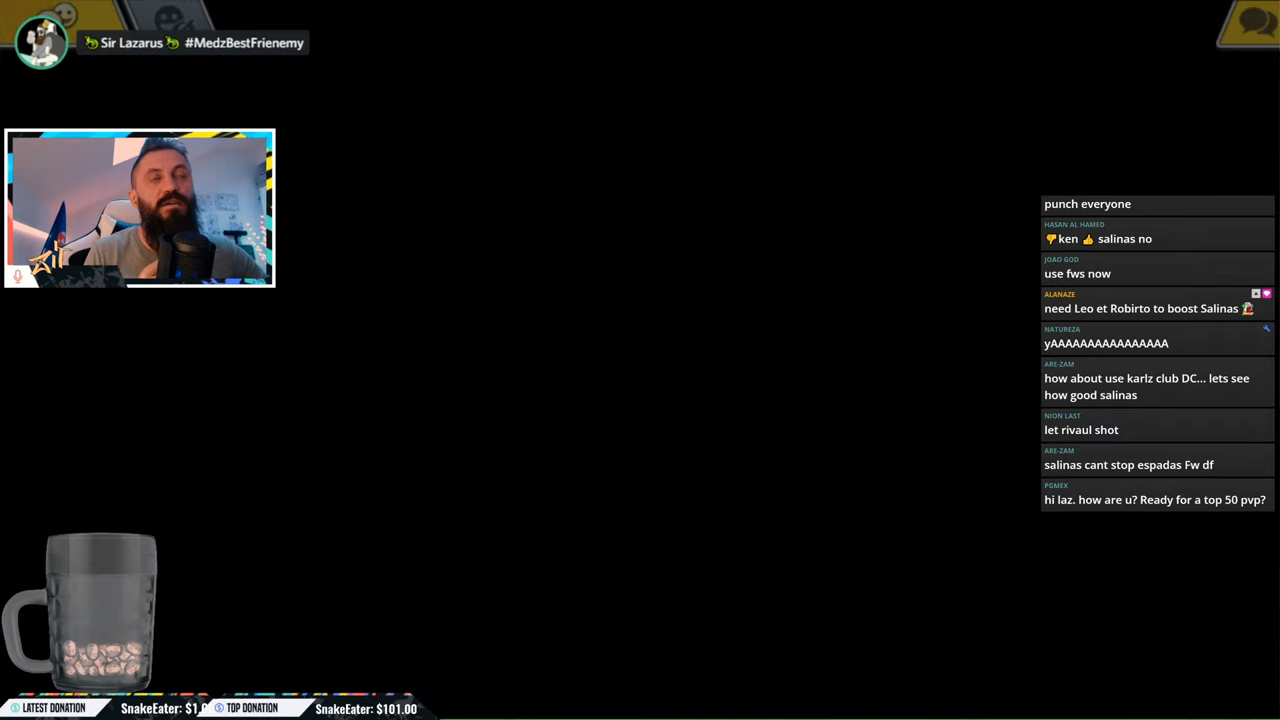 Sir Lazarus #MedzBestFrienemy
punch everyone
HASAN AL HAMED
👎ken 👍 salinas no
JOAO GOD
use fws now
ALANAZE
need Leo et Robirto to boost Salinas
NATUREZA
yAAAAAAAAAAAAAAAA
ARE-ZAM
how about use karlz club DC... lets see
how good salinas
NION LAST
let rivaul shot
ARE-ZAM
salinas cant stop espadas Fw df
PGMEX
hi laz. how are u? Ready for a top 50 pvp?
LATEST DONATION SnakeEater: $1.0 TOP DONATION SnakeEater: $101.00